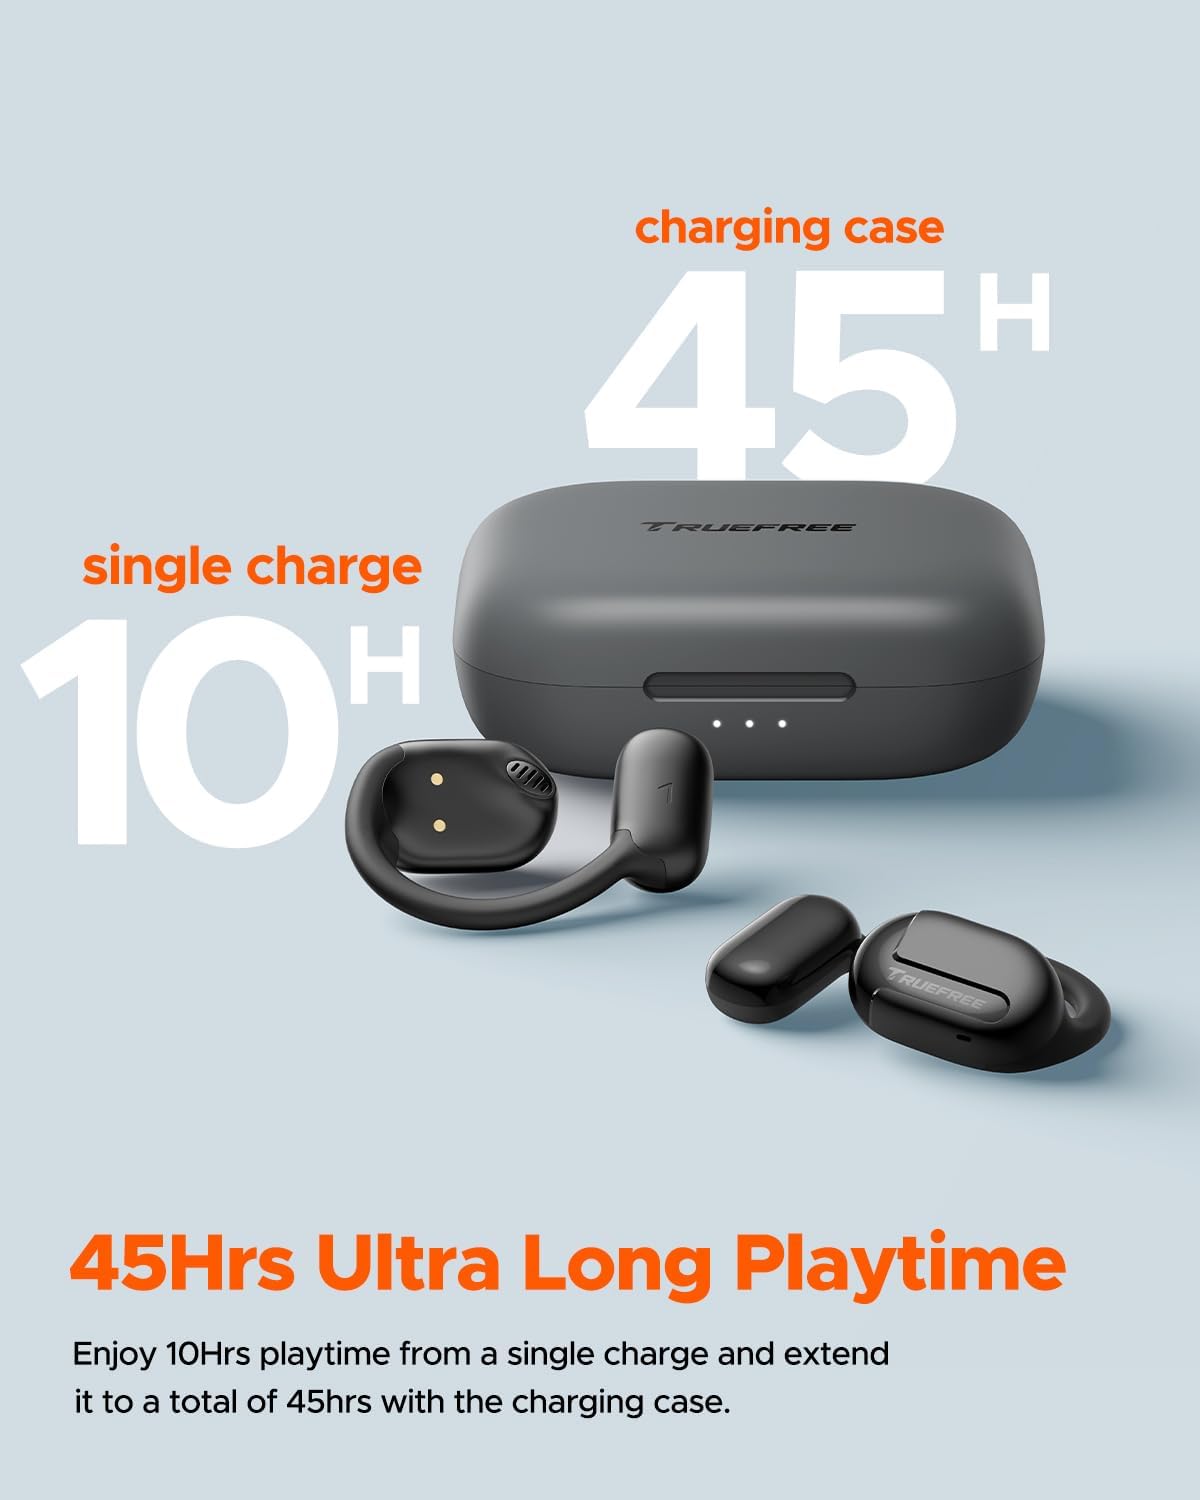 charging case
45H
TRUEFREE
single charge
10H
TRUEFREE
45Hrs Ultra Long Playtime
Enjoy 10Hrs playtime from a single charge and extend
it to a total of 45hrs with the charging case.